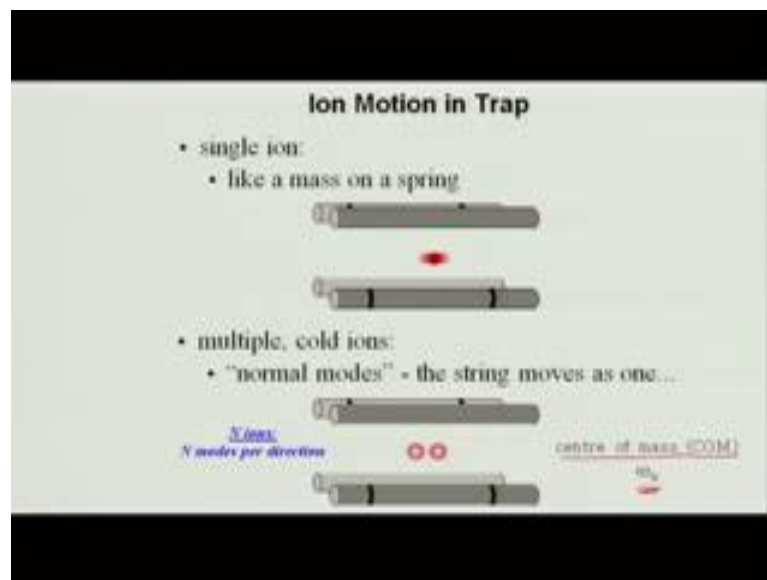 Ion Motion in Trap
• single ion:
• like a mass on a spring
• multiple, cold ions:
• "normal modes" - the string moves as one...
N ions:
N modes per direction
centre of mass (COM)